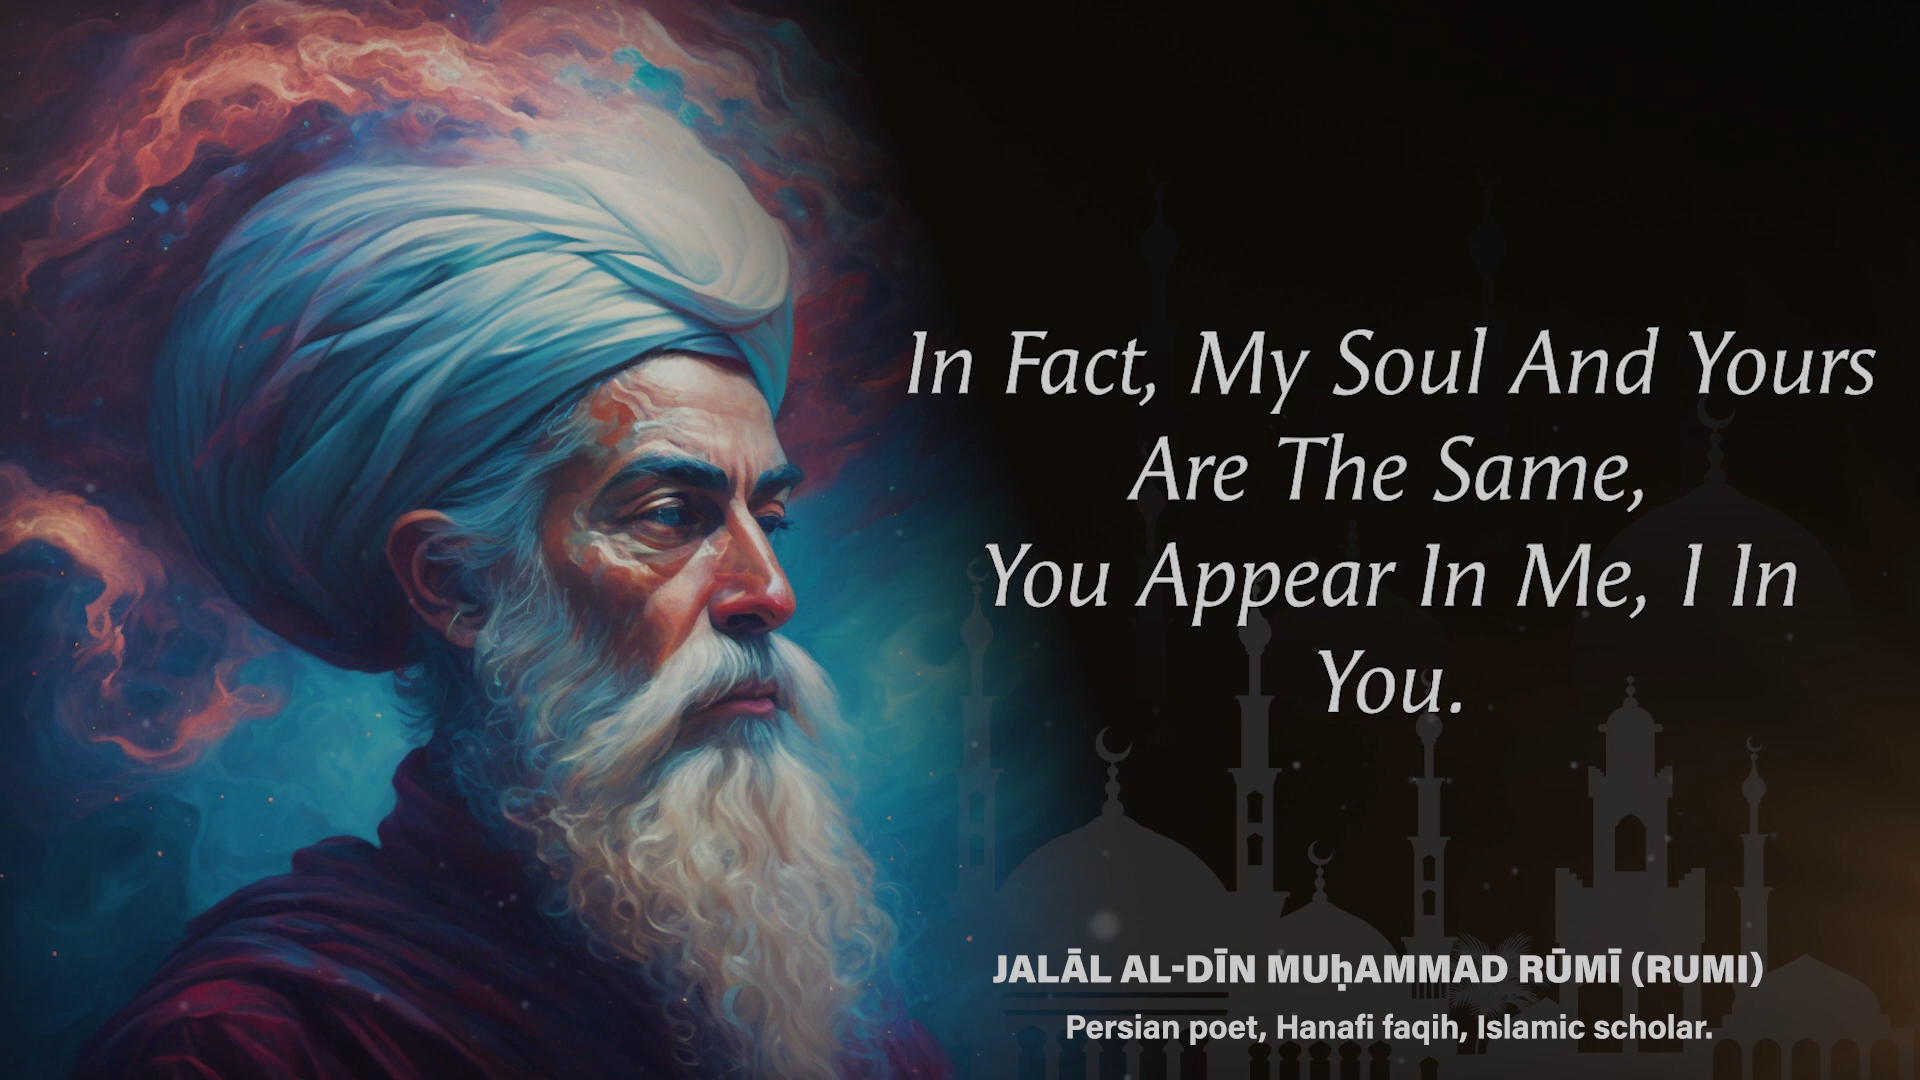 In Fact, My Soul And Yours
Are The Same,
You Appear In Me, I In
You.
JALĀL AL-DĪN MUḥAMMAD RŪMĪ (RUMI)
Persian poet, Hanafi faqih, Islamic scholar.